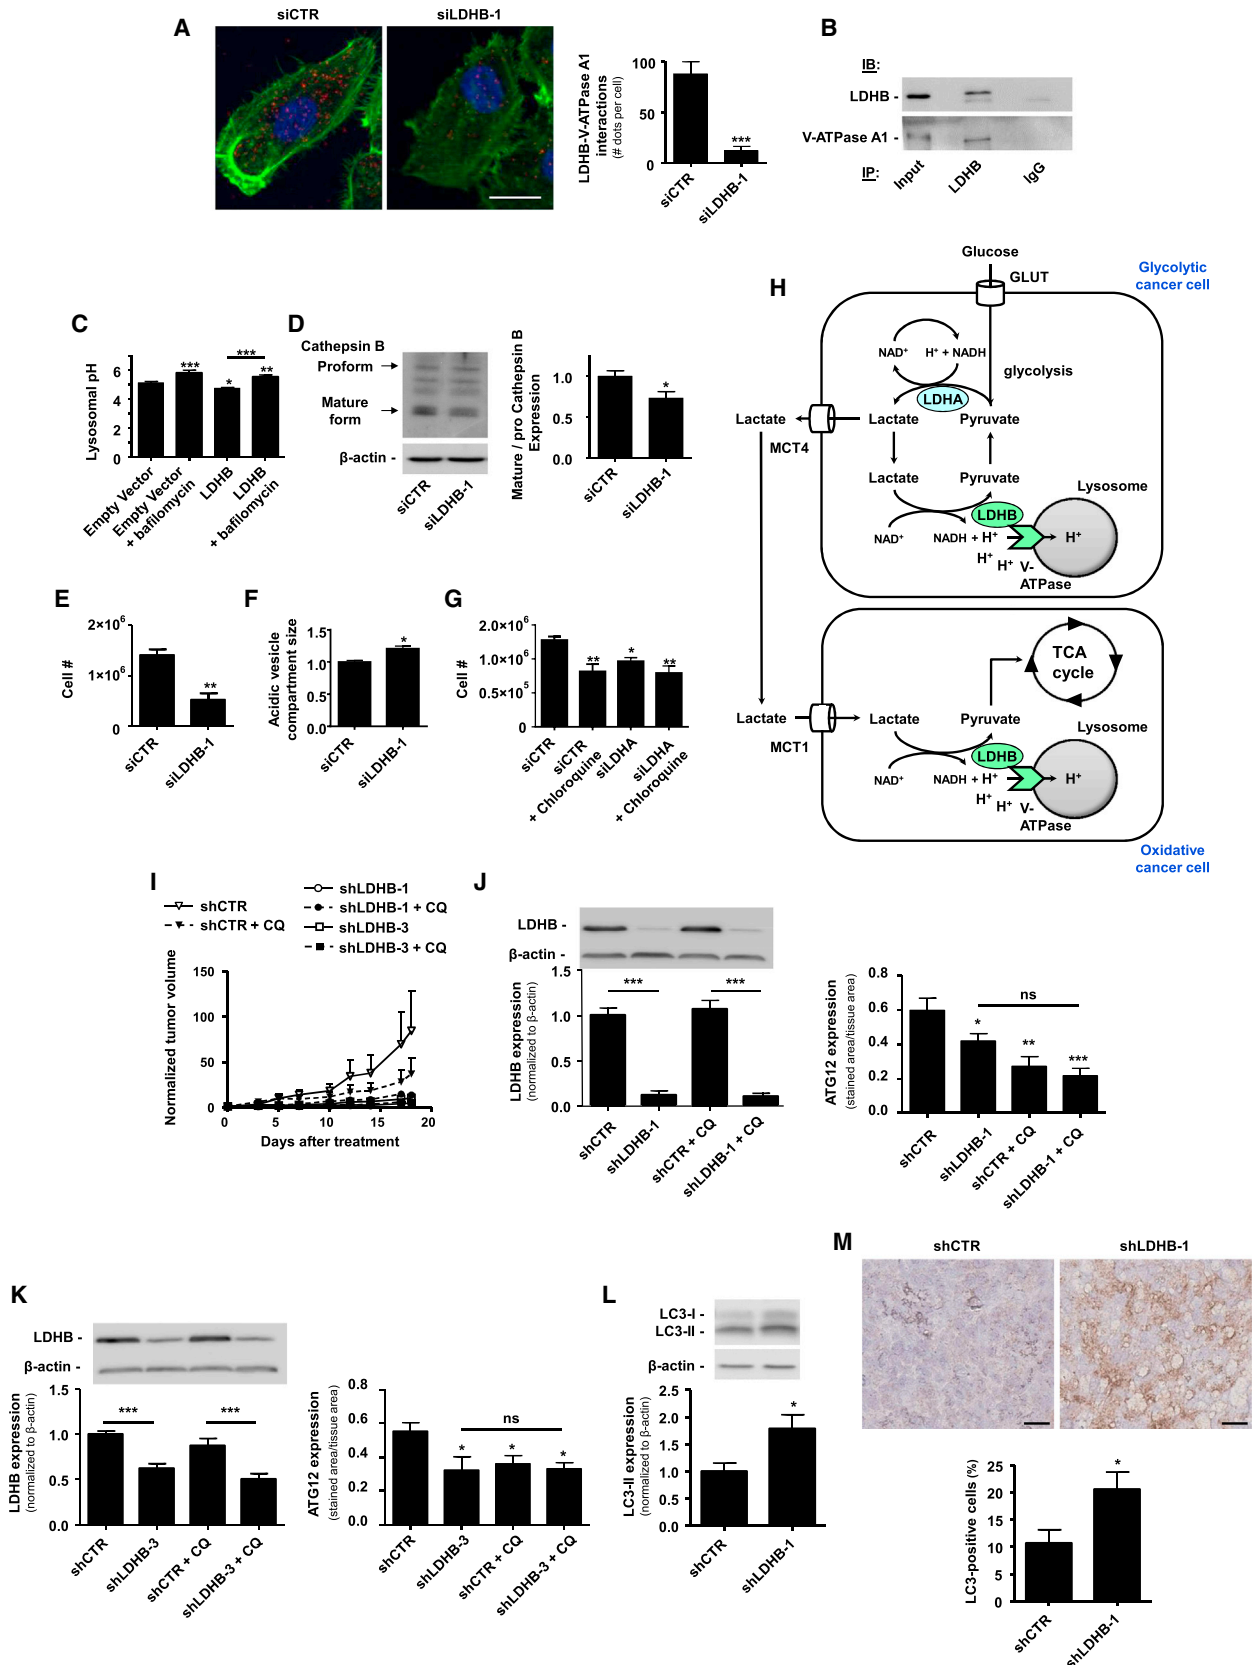 A
siCTR
siLDHB-1
LDHB-V-ATPase A1
interactions
(# dots per cell)
100
50
0
***
siCTR
siLDHB-1
B
IB:
LDHB -
V-ATPase A1 -
IP:
Input
LDHB
IgG
C
Lysosomal pH
6
4
2
0
***
*
***
**
Empty Vector
Empty Vector
+ bafilomycin
LDHB
LDHB
+ bafilomycin
D
Cathepsin B
Proform
Mature
form
β-actin -
siCTR
siLDHB-1
Mature / pro Cathepsin B
Expression
1.0
0.5
0.0
*
siCTR
siLDHB-1
E
Cell #
2×10⁶
1×10⁶
0
**
siCTR
siLDHB-1
F
Acidic vesicle
compartment size
1.5
1.0
0.5
0.0
*
siCTR
siLDHB-1
G
Cell #
2.0×10⁶
1.0×10⁶
0.5×10⁵
0
**
*
**
siCTR
siCTR
+ Chloroquine
siLDHA
siLDHA
+ Chloroquine
H
Glucose
GLUT
Glycolytic
cancer cell
NAD⁺
H⁺ + NADH
glycolysis
LDHA
Lactate
MCT4
Lactate
Pyruvate
Lactate
Pyruvate
Lysosome
LDHB
NAD⁺
NADH + H⁺
H⁺
H⁺
H⁺
V-
ATPase
TCA
cycle
Lactate
MCT1
Lactate
Pyruvate
Lysosome
LDHB
NAD⁺
NADH + H⁺
H⁺
H⁺
H⁺
V-
ATPase
Oxidative
cancer cell
I
shCTR
shCTR + CQ
shLDHB-1
shLDHB-1 + CQ
shLDHB-3
shLDHB-3 + CQ
Normalized tumor volume
150
100
50
0
0
5
10
15
20
Days after treatment
J
LDHB -
β-actin -
LDHB expression
(normalized to β-actin)
1.5
1.0
0.5
0.0
***
***
shCTR
shLDHB-1
shCTR + CQ
shLDHB-1 + CQ
ATG12 expression
(stained area/tissue area)
0.8
0.6
0.4
0.2
0.0
ns
*
**
***
shCTR
shLDHB-1
shCTR + CQ
shLDHB-1 + CQ
K
LDHB -
β-actin -
LDHB expression
(normalized to β-actin)
1.5
1.0
0.5
0.0
***
***
shCTR
shLDHB-3
shCTR + CQ
shLDHB-3 + CQ
ATG12 expression
(stained area/tissue area)
0.8
0.6
0.4
0.2
0.0
ns
*
*
*
shCTR
shLDHB-3
shCTR + CQ
shLDHB-3 + CQ
L
LC3-I -
LC3-II -
β-actin -
LC3-II expression
(normalized to β-actin)
2.5
2.0
1.5
1.0
0.5
0.0
*
shCTR
shLDHB-1
M
shCTR
shLDHB-1
LC3-positive cells (%)
25
20
15
10
5
0
*
shCTR
shLDHB-1